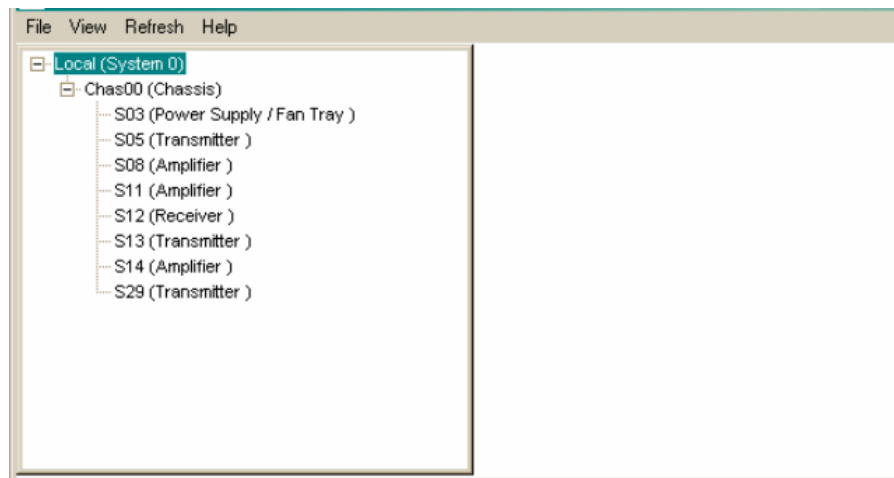 File View Refresh Help
Local (System 0)
Chas00 (Chassis)
S03 (Power Supply / Fan Tray )
S05 (Transmitter )
S08 (Amplifier )
S11 (Amplifier )
S12 (Receiver )
S13 (Transmitter )
S14 (Amplifier )
S29 (Transmitter )